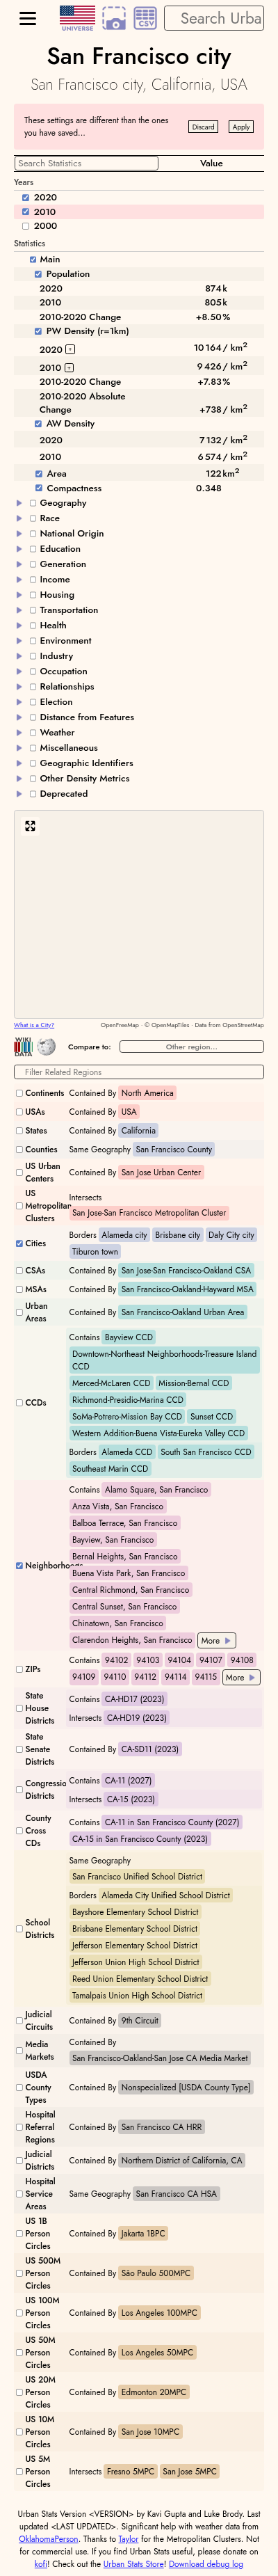 UNIVERSE
CSV
Search Urba
San Francisco city
San Francisco city, California, USA
These settings are different than the ones
you have saved...
Discard
Apply
Search Statistics
Value
Years
2020
2010
2000
Statistics
Main
Population
2020 874k
2010 805k
2010-2020 Change +8.50%
PW Density (r=1km)
2020 + 10 164 / km2
2010 + 9 426 / km2
2010-2020 Change +7.83%
2010-2020 Absolute
Change +738 / km2
AW Density
2020 7 132 / km2
2010 6 574 / km2
Area 122km2
Compactness 0.348
Geography
Race
National Origin
Education
Generation
Income
Housing
Transportation
Health
Environment
Industry
Occupation
Relationships
Election
Distance from Features
Weather
Miscellaneous
Geographic Identifiers
Other Density Metrics
Deprecated
What is a City?
OpenFreeMap · © OpenMapTiles · Data from OpenStreetMap
WIKI
DATA
Compare to:
Other region...
Filter Related Regions
Continents Contained By North America
USAs Contained By USA
States Contained By California
Counties Same Geography San Francisco County
US Urban
Centers
Contained By San Jose Urban Center
US
Metropolitan
Clusters
Intersects
San Jose-San Francisco Metropolitan Cluster
Cities
Borders Alameda city Brisbane city Daly City city
Tiburon town
CSAs Contained By San Jose-San Francisco-Oakland CSA
MSAs Contained By San Francisco-Oakland-Hayward MSA
Urban
Areas
Contained By San Francisco-Oakland Urban Area
CCDs
Contains Bayview CCD
Downtown-Northeast Neighborhoods-Treasure Island
CCD
Merced-McLaren CCD Mission-Bernal CCD
Richmond-Presidio-Marina CCD
SoMa-Potrero-Mission Bay CCD Sunset CCD
Western Addition-Buena Vista-Eureka Valley CCD
Borders Alameda CCD South San Francisco CCD
Southeast Marin CCD
Neighborhoods
Contains Alamo Square, San Francisco
Anza Vista, San Francisco
Balboa Terrace, San Francisco
Bayview, San Francisco
Bernal Heights, San Francisco
Buena Vista Park, San Francisco
Central Richmond, San Francisco
Central Sunset, San Francisco
Chinatown, San Francisco
Clarendon Heights, San Francisco More
ZIPs
Contains 94102 94103 94104 94107 94108
94109 94110 94112 94114 94115 More
State
House
Districts
Contains CA-HD17 (2023)
Intersects CA-HD19 (2023)
State
Senate
Districts
Contained By CA-SD11 (2023)
Congressio
Districts
Contains CA-11 (2027)
Intersects CA-15 (2023)
County
Cross
CDs
Contains CA-11 in San Francisco County (2027)
CA-15 in San Francisco County (2023)
School
Districts
Same Geography
San Francisco Unified School District
Borders Alameda City Unified School District
Bayshore Elementary School District
Brisbane Elementary School District
Jefferson Elementary School District
Jefferson Union High School District
Reed Union Elementary School District
Tamalpais Union High School District
Judicial
Circuits
Contained By 9th Circuit
Media
Markets
Contained By
San Francisco-Oakland-San Jose CA Media Market
USDA
County
Types
Contained By Nonspecialized [USDA County Type]
Hospital
Referral
Regions
Contained By San Francisco CA HRR
Judicial
Districts
Contained By Northern District of California, CA
Hospital
Service
Areas
Same Geography San Francisco CA HSA
US 1B
Person
Circles
Contained By Jakarta 1BPC
US 500M
Person
Circles
Contained By São Paulo 500MPC
US 100M
Person
Circles
Contained By Los Angeles 100MPC
US 50M
Person
Circles
Contained By Los Angeles 50MPC
US 20M
Person
Circles
Contained By Edmonton 20MPC
US 10M
Person
Circles
Contained By San Jose 10MPC
US 5M
Person
Circles
Intersects Fresno 5MPC San Jose 5MPC
Urban Stats Version <VERSION> by Kavi Gupta and Luke Brody. Last
updated <LAST UPDATED>. Significant help with weather data from
OklahomaPerson. Thanks to Taylor for the Metropolitan Clusters. Not
for commercial use. If you find Urban Stats useful, please, give us a
kofi! Check out the Urban Stats Store! Download debug log